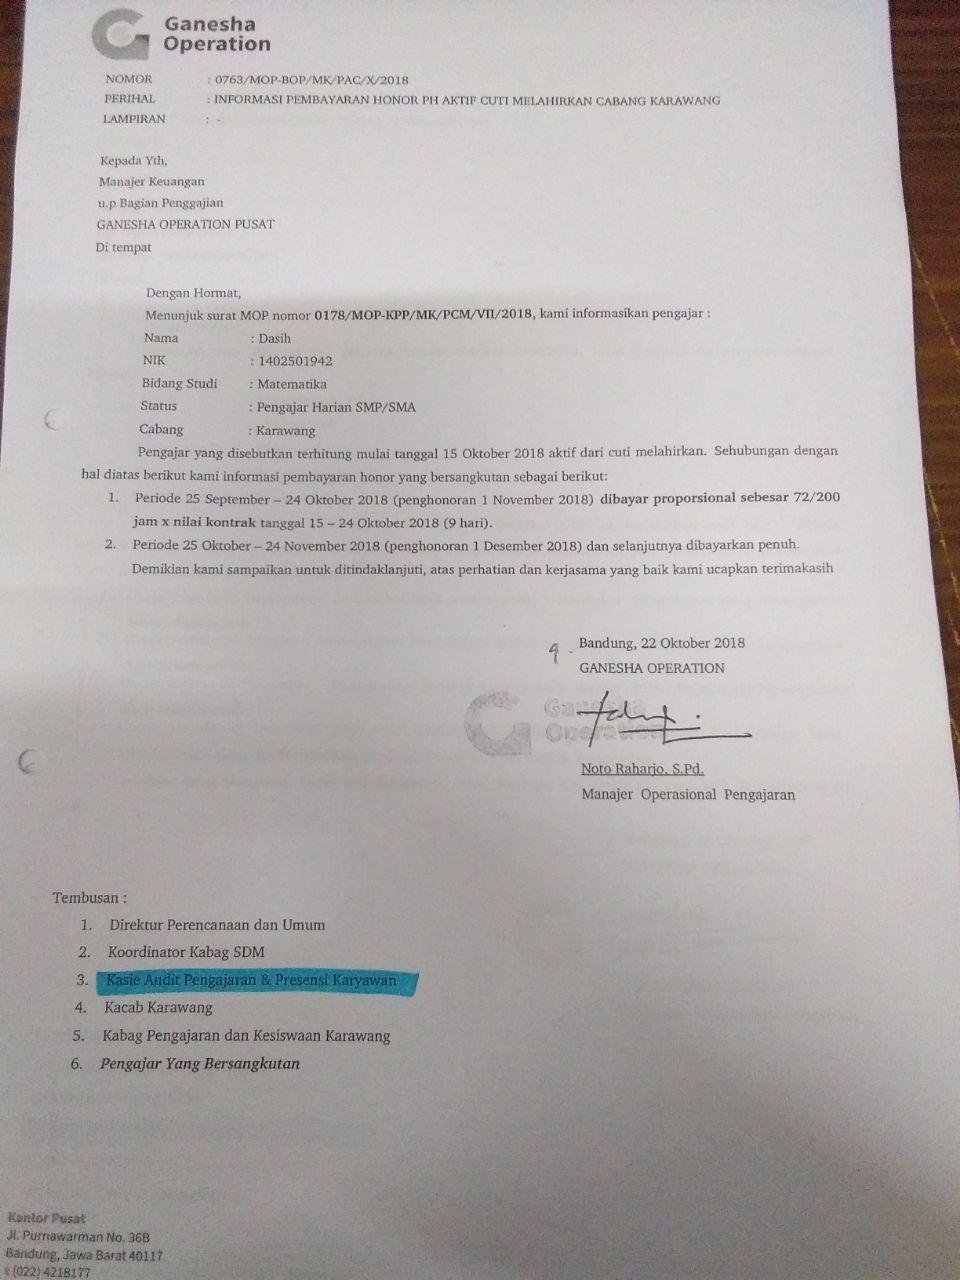 Ganesha
Operation
NOMOR : 0763/MOP-BOP/MK/PAC/X/2018
PERIHAL : INFORMASI PEMBAYARAN HONOR PH AKTIF CUTI MELAHIRKAN CABANG KARAWANG
LAMPIRAN : -
Kepada Yth,
Manajer Keuangan
u.p Bagian Penggajian
GANESHA OPERATION PUSAT
Di tempat
Dengan Hormat,
Menunjuk surat MOP nomor 0178/MOP-KPP/MK/PCM/VII/2018, kami informasikan pengajar :
Nama : Dasih
NIK : 1402501942
Bidang Studi : Matematika
Status : Pengajar Harian SMP/SMA
Cabang : Karawang
Pengajar yang disebutkan terhitung mulai tanggal 15 Oktober 2018 aktif dari cuti melahirkan. Sehubungan dengan
hal diatas berikut kami informasi pembayaran honor yang bersangkutan sebagai berikut:
1. Periode 25 September – 24 Oktober 2018 (penghonoran 1 November 2018) dibayar proporsional sebesar 72/200
jam x nilai kontrak tanggal 15 – 24 Oktober 2018 (9 hari).
2. Periode 25 Oktober – 24 November 2018 (penghonoran 1 Desember 2018) dan selanjutnya dibayarkan penuh.
Demikian kami sampaikan untuk ditindaklanjuti, atas perhatian dan kerjasama yang baik kami ucapkan terimakasih
Bandung, 22 Oktober 2018
GANESHA OPERATION
Ganesha
Operation
Noto Raharjo, S.Pd.
Manajer Operasional Pengajaran
Tembusan :
1. Direktur Perencanaan dan Umum
2. Koordinator Kabag SDM
3. Kasie Audit Pengajaran & Presensi Karyawan
4. Kacab Karawang
5. Kabag Pengajaran dan Kesiswaan Karawang
6. Pengajar Yang Bersangkutan
Kantor Pusat
Jl. Purnawarman No. 36B
Bandung, Jawa Barat 40117
t (022) 4218177